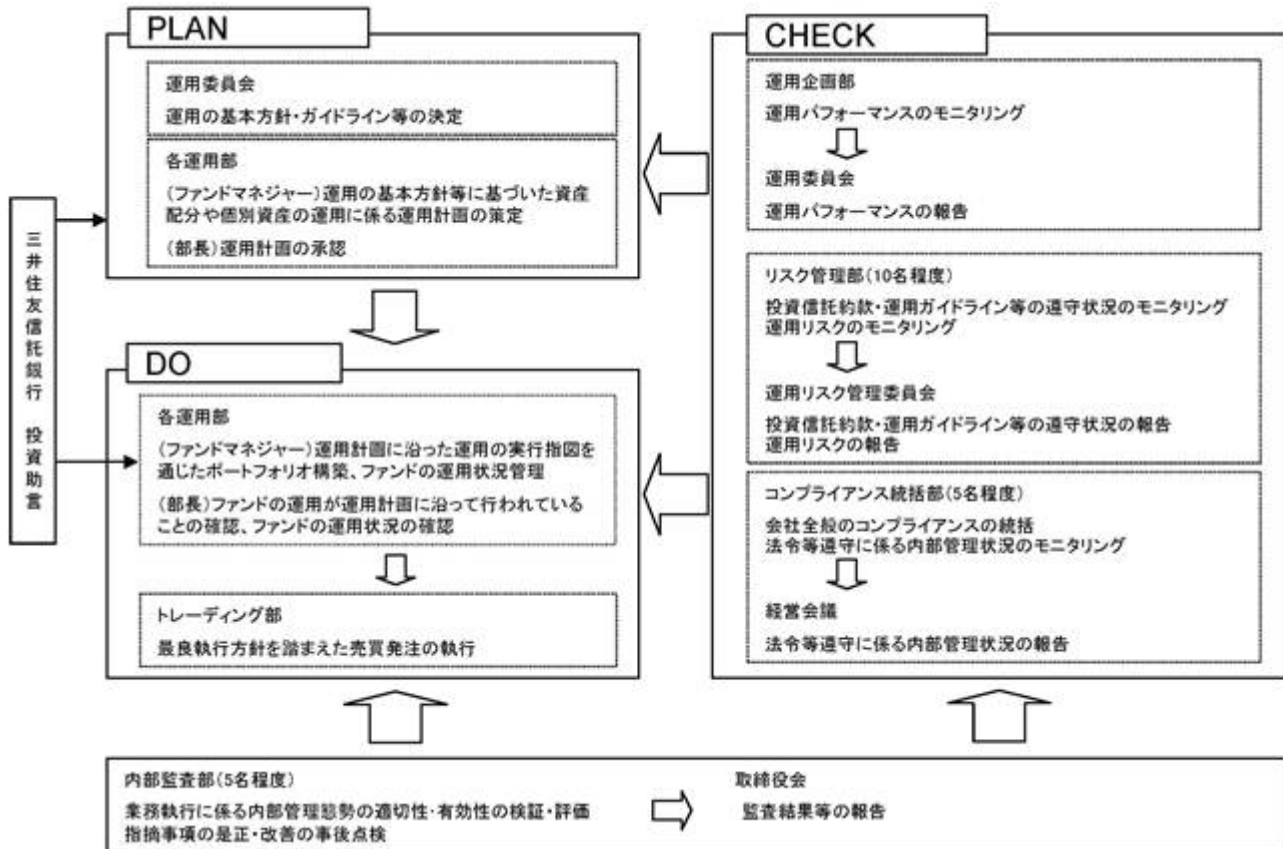 PLAN
運用委員会
運用の基本方針・ガイドライン等の決定
各運用部
(ファンドマネジャー)運用の基本方針等に基づいた資産
配分や個別資産の運用に係る運用計画の策定
(部長)運用計画の承認
三井住友信託銀行 投資助言
DO
各運用部
(ファンドマネジャー)運用計画に沿った運用の実行指図を
通じたポートフォリオ構築、ファンドの運用状況管理
(部長)ファンドの運用が運用計画に沿って行われている
ことの確認、ファンドの運用状況の確認
トレーディング部
最良執行方針を踏まえた売買発注の執行
CHECK
運用企画部
運用パフォーマンスのモニタリング
運用委員会
運用パフォーマンスの報告
リスク管理部(10名程度)
投資信託約款・運用ガイドライン等の遵守状況のモニタリング
運用リスクのモニタリング
運用リスク管理委員会
投資信託約款・運用ガイドライン等の遵守状況の報告
運用リスクの報告
コンプライアンス統括部(5名程度)
会社全般のコンプライアンスの統括
法令等遵守に係る内部管理状況のモニタリング
経営会議
法令等遵守に係る内部管理状況の報告
内部監査部(5名程度)
業務執行に係る内部管理態勢の適切性・有効性の検証・評価
指摘事項の是正・改善の事後点検
取締役会
監査結果等の報告